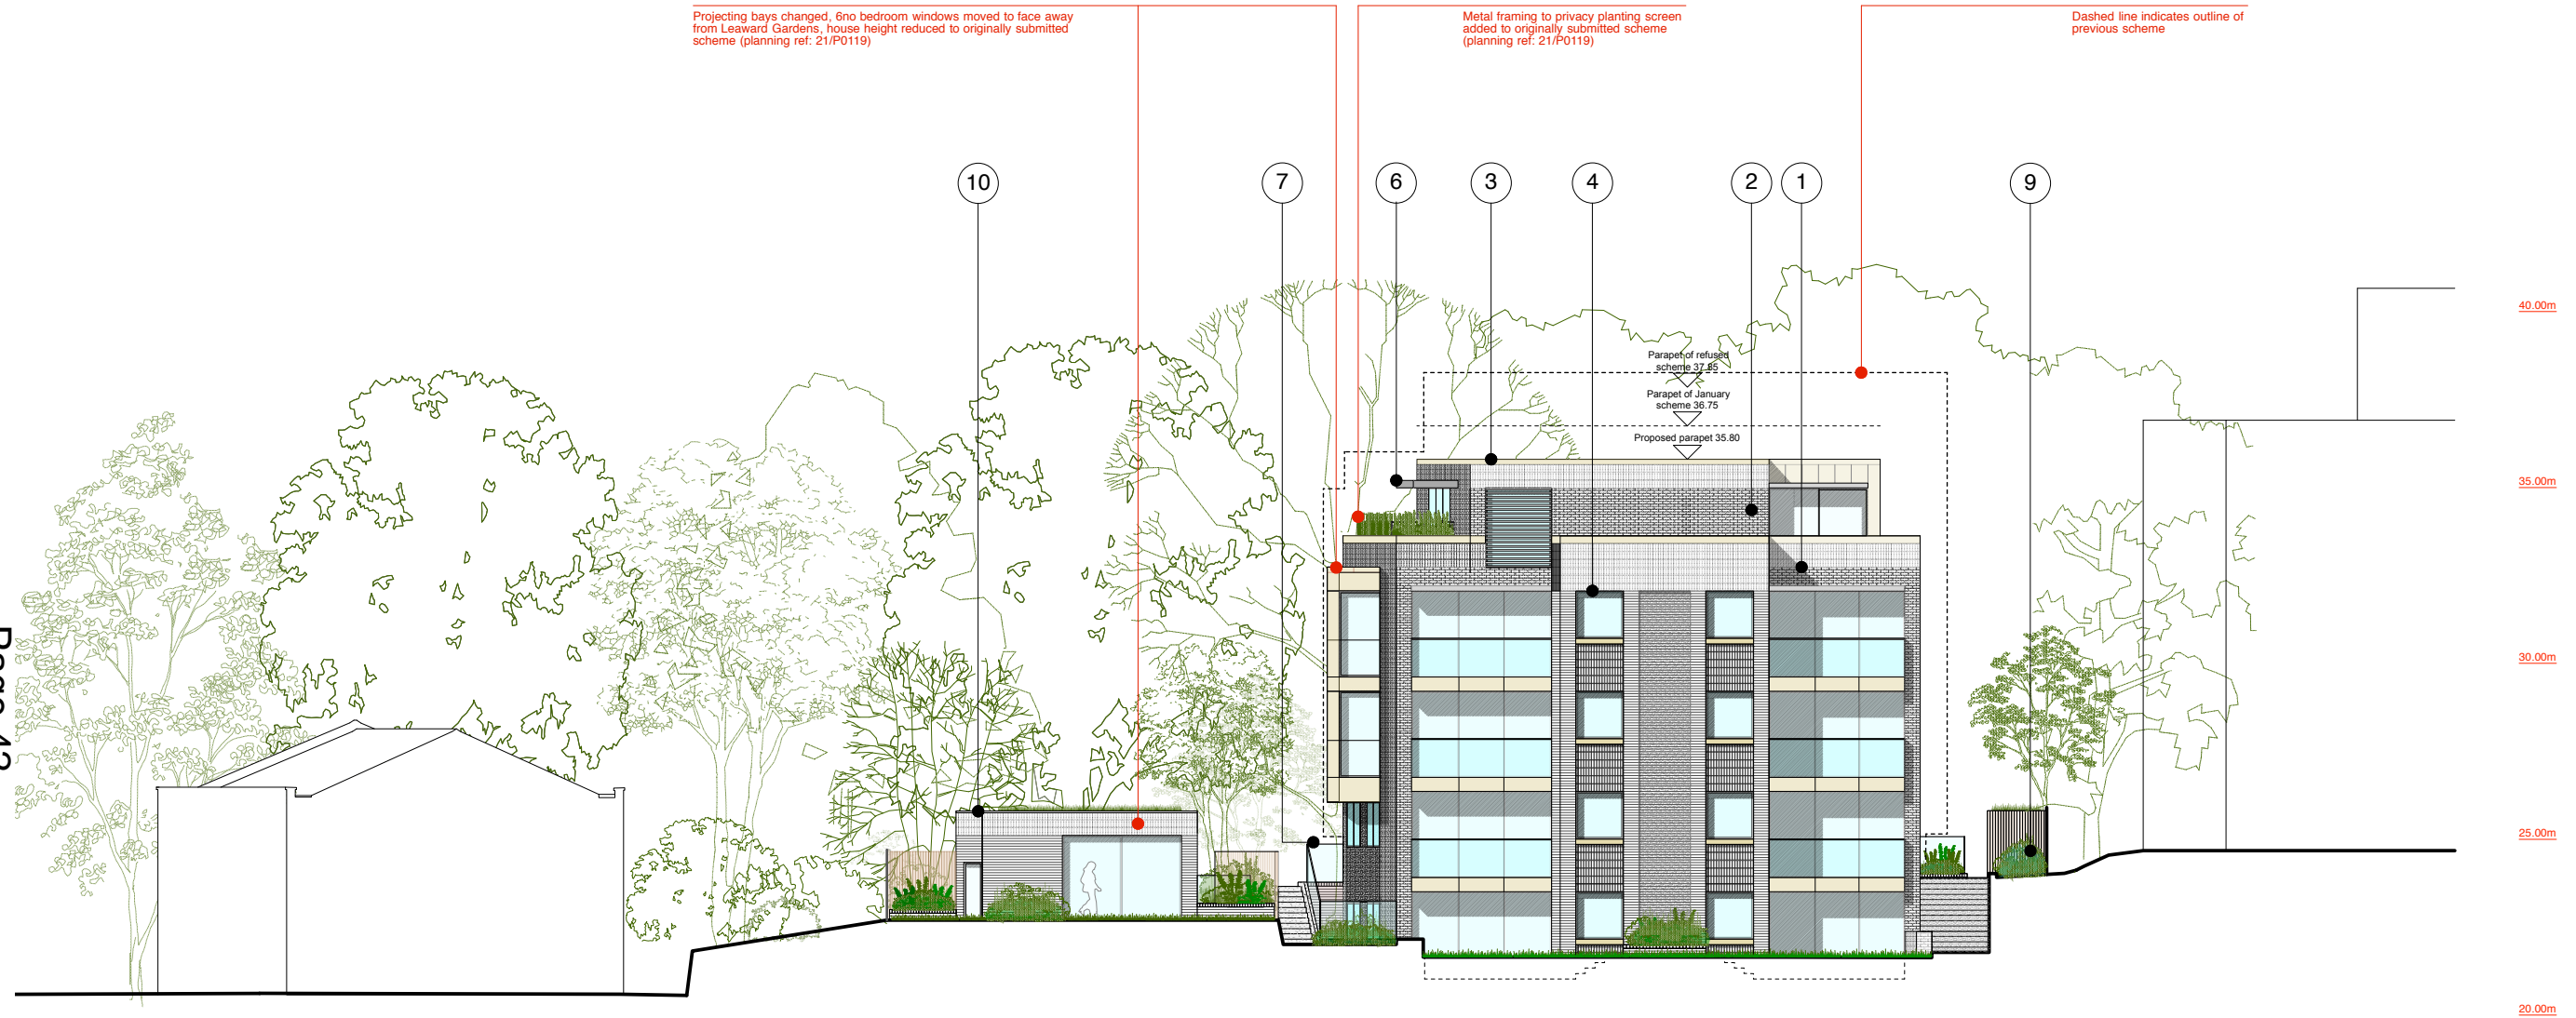 Projecting bays changed, 6no bedroom windows moved to face away
from Leaward Gardens, house height reduced to originally submitted
scheme (planning ref: 21/P0119)
Metal framing to privacy planting screen
added to originally submitted scheme
(planning ref: 21/P0119)
Dashed line indicates outline of
previous scheme
10
7
6
3
4
2
1
9
40.00m
Parapet of refused
scheme 37.85
Parapet of January
scheme 36.75
Proposed parapet 35.80
35.00m
30.00m
25.00m
20.00m